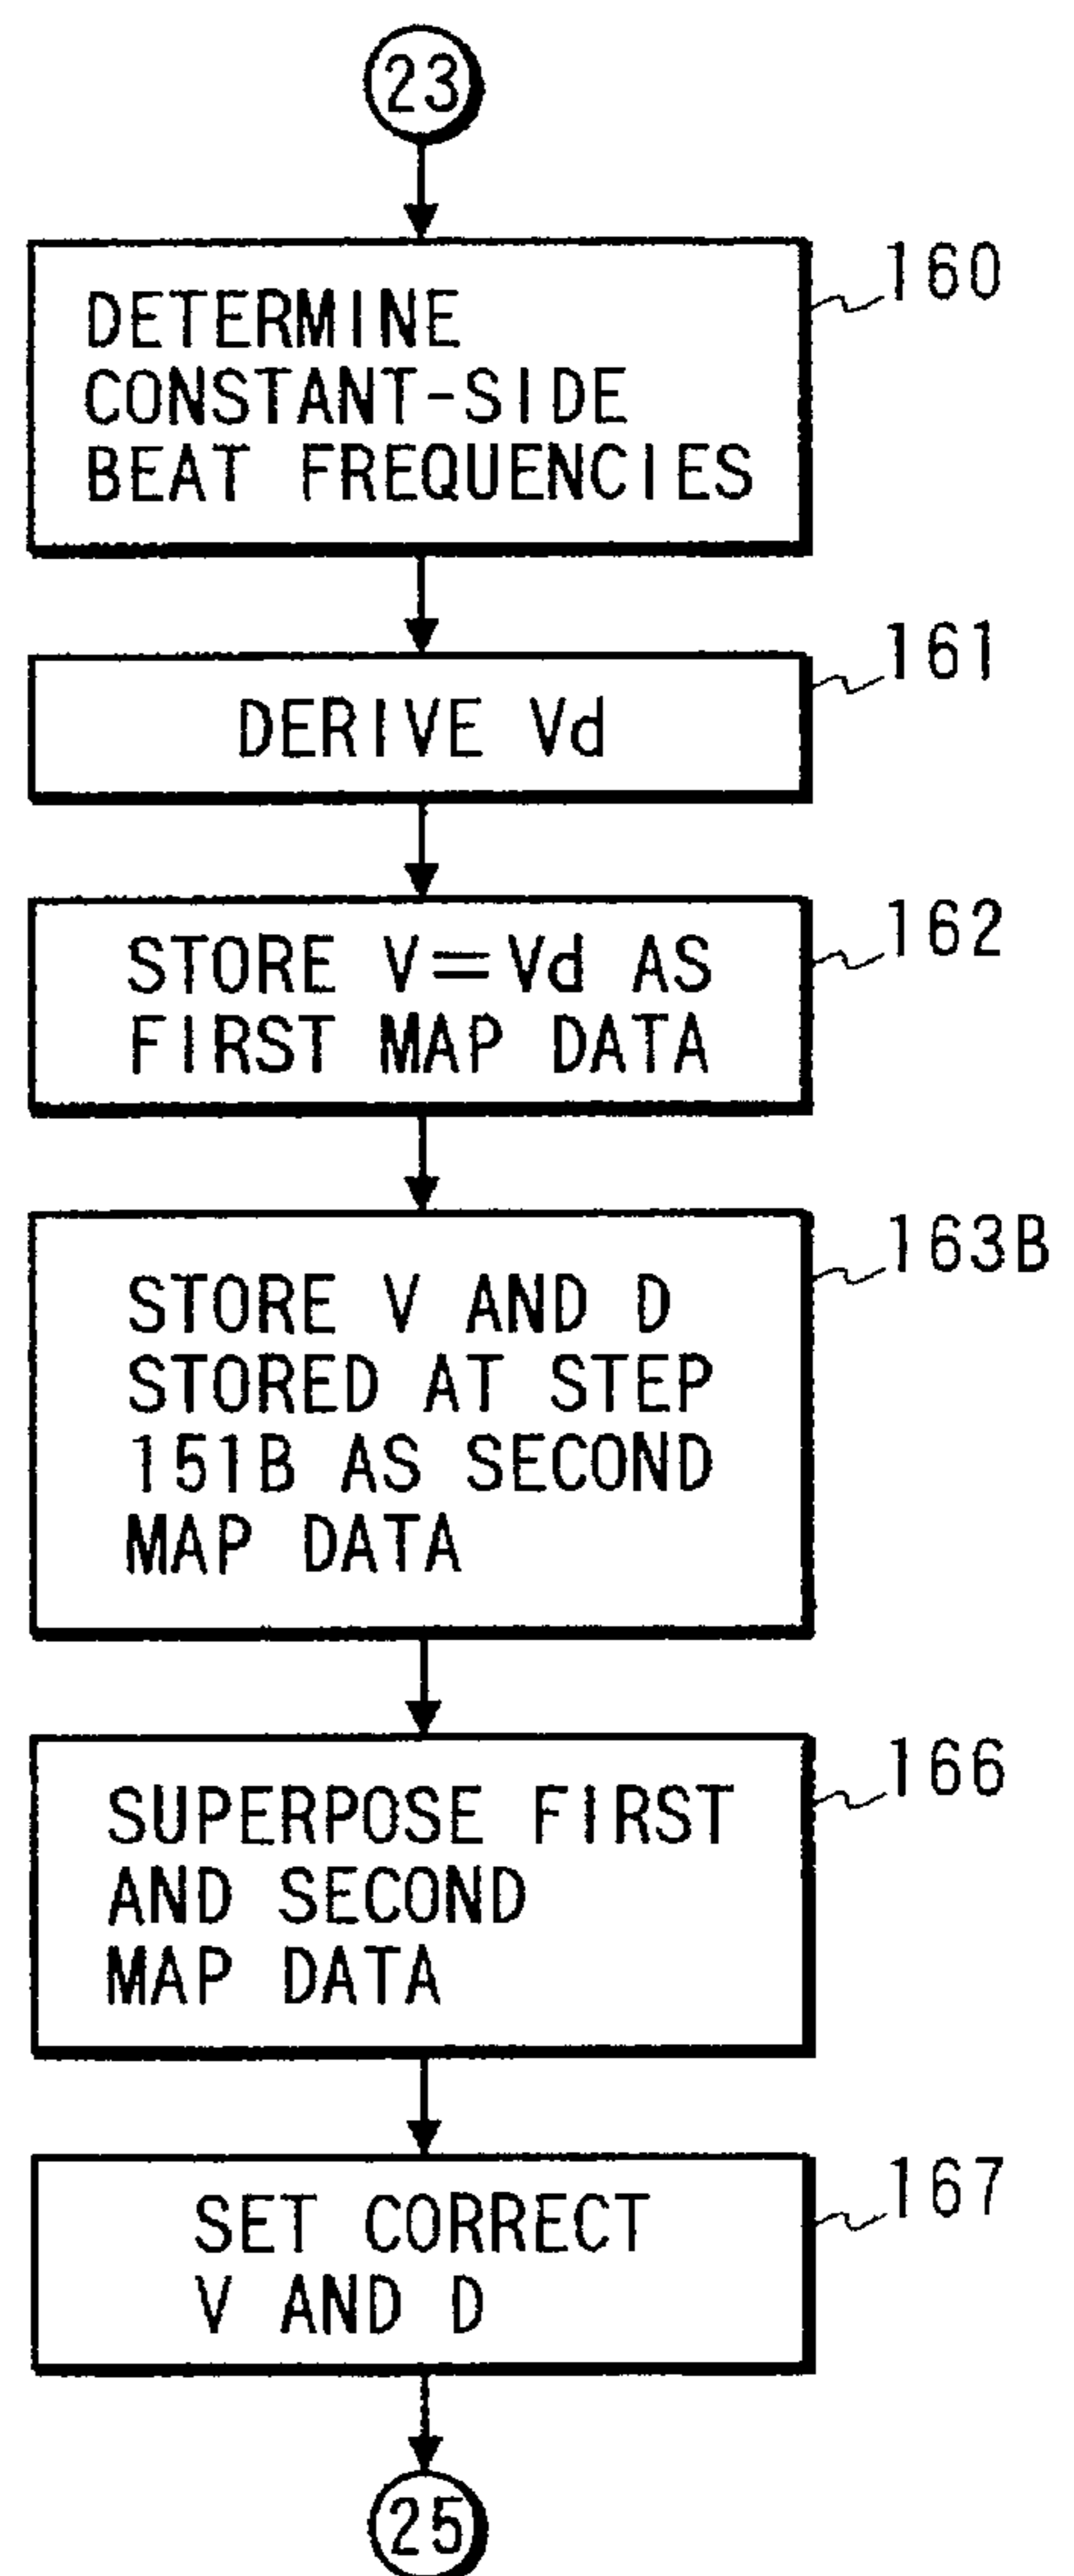 23
160
DETERMINE
CONSTANT-SIDE
BEAT FREQUENCIES
161
DERIVE Vd
162
STORE V=Vd AS
FIRST MAP DATA
163B
STORE V AND D
STORED AT STEP
151B AS SECOND
MAP DATA
166
SUPERPOSE FIRST
AND SECOND
MAP DATA
167
SET CORRECT
V AND D
25